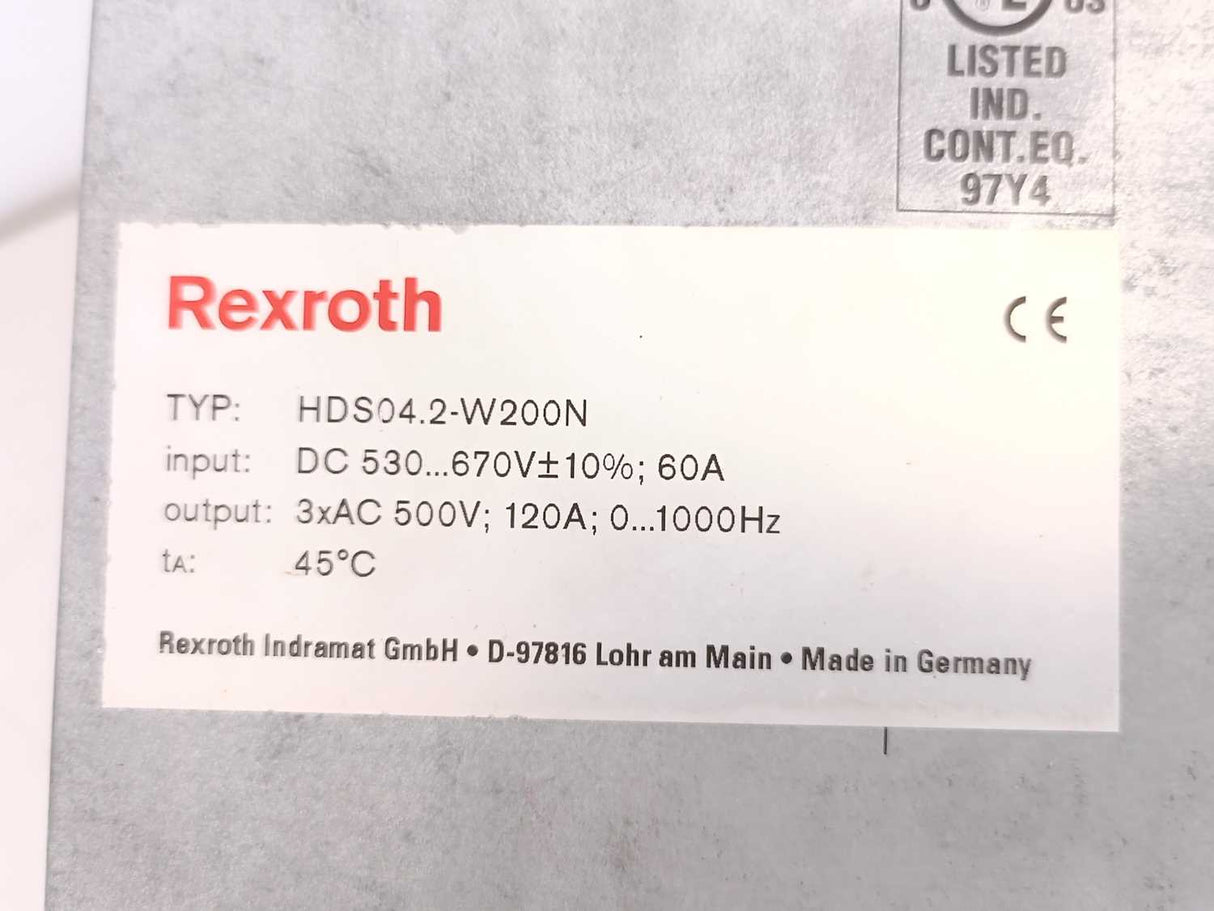 LISTED
IND.
CONT.EQ.
97Y4
Rexroth
CE
TYP: HDS04.2-W200N
input: DC 530...670V±10%; 60A
output: 3xAC 500V; 120A; 0...1000Hz
tA: 45°C
Rexroth Indramat GmbH • D-97816 Lohr am Main • Made in Germany